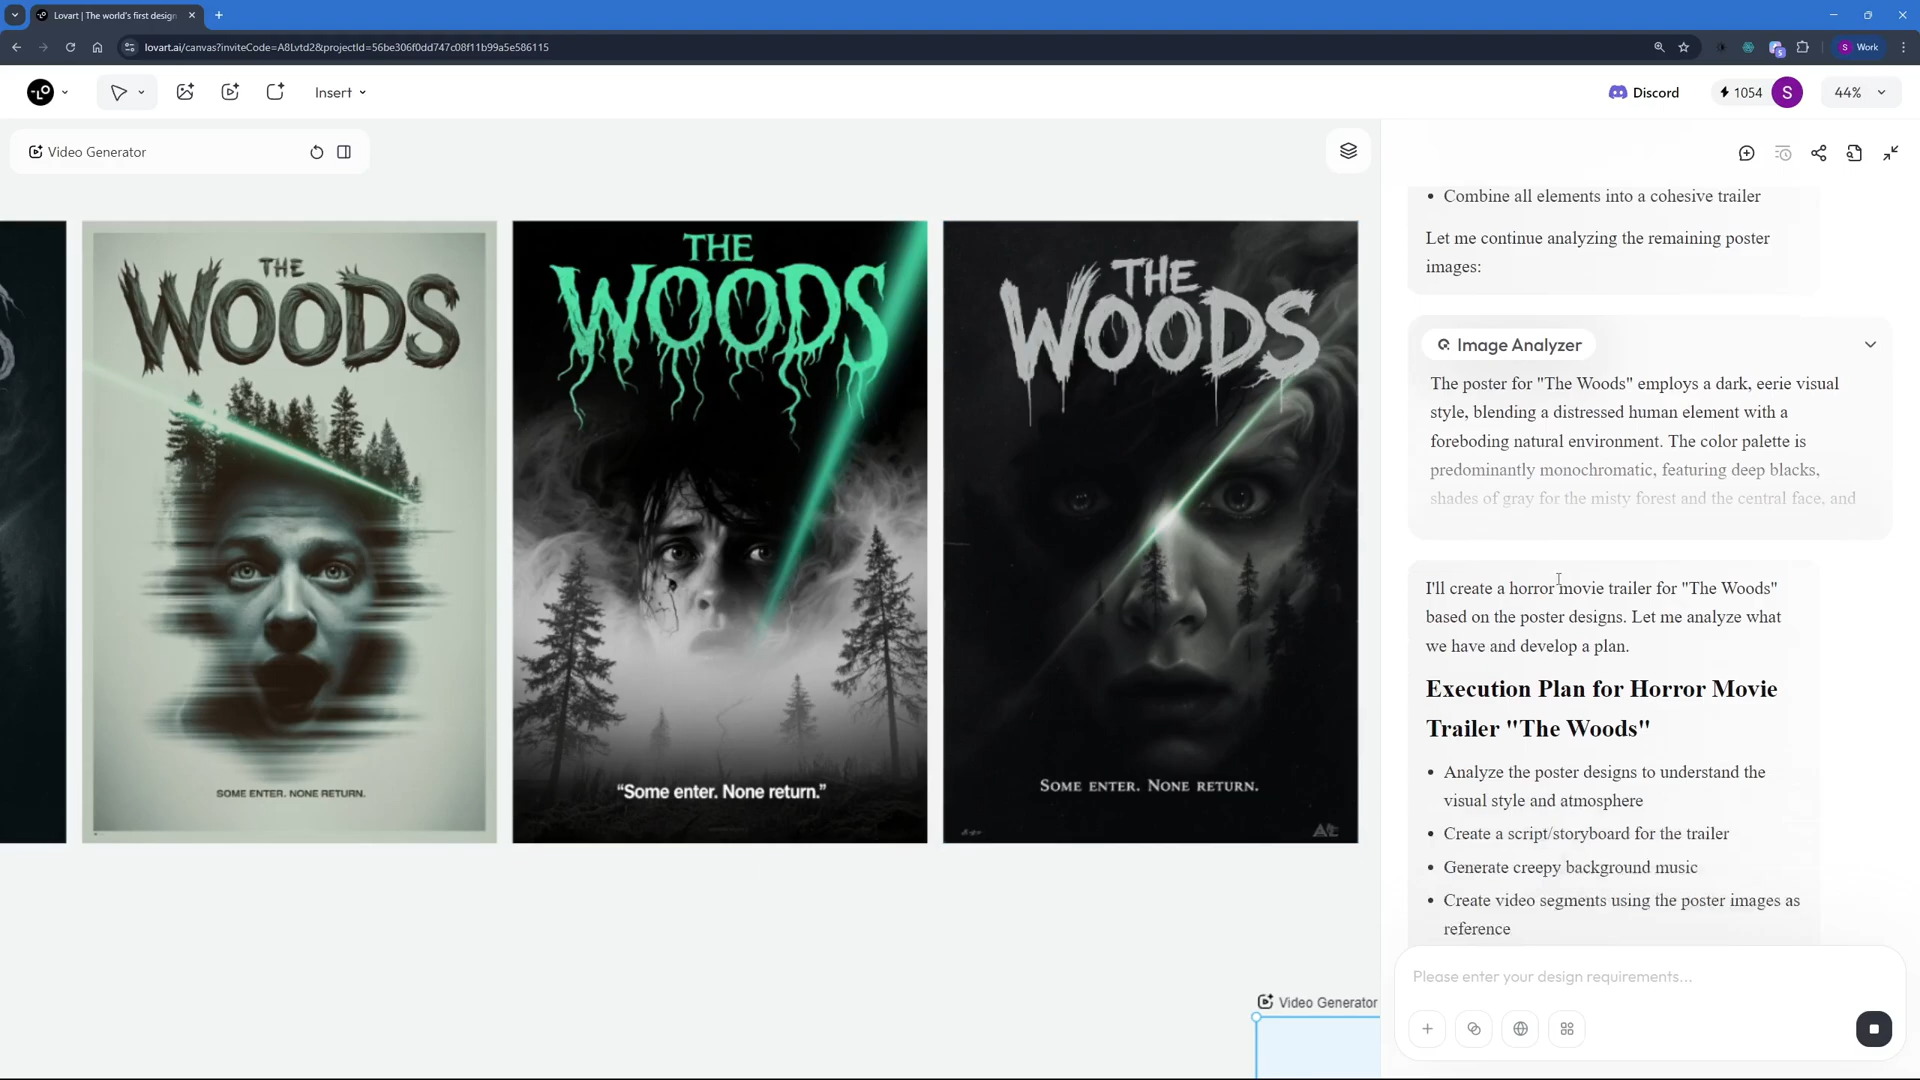 Lovart | The world's first design
lovart.ai/canvas?inviteCode=A8Lvtd2&projectId=56be306f0dd747c08f11b99a5e586115
S Work
Insert
Discord
1054
S
44%
Video Generator
THE
WOODS
SOME ENTER. NONE RETURN.
THE
WOODS
“Some enter. None return.”
THE
WOODS
SOME ENTER. NONE RETURN.
Video Generator
• Combine all elements into a cohesive trailer
Let me continue analyzing the remaining poster
images:
Image Analyzer
The poster for "The Woods" employs a dark, eerie visual
style, blending a distressed human element with a
foreboding natural environment. The color palette is
predominantly monochromatic, featuring deep blacks,
shades of gray for the misty forest and the central face, and
I'll create a horror movie trailer for "The Woods"
based on the poster designs. Let me analyze what
we have and develop a plan.
Execution Plan for Horror Movie
Trailer "The Woods"
• Analyze the poster designs to understand the
visual style and atmosphere
• Create a script/storyboard for the trailer
• Generate creepy background music
• Create video segments using the poster images as
reference
Please enter your design requirements...